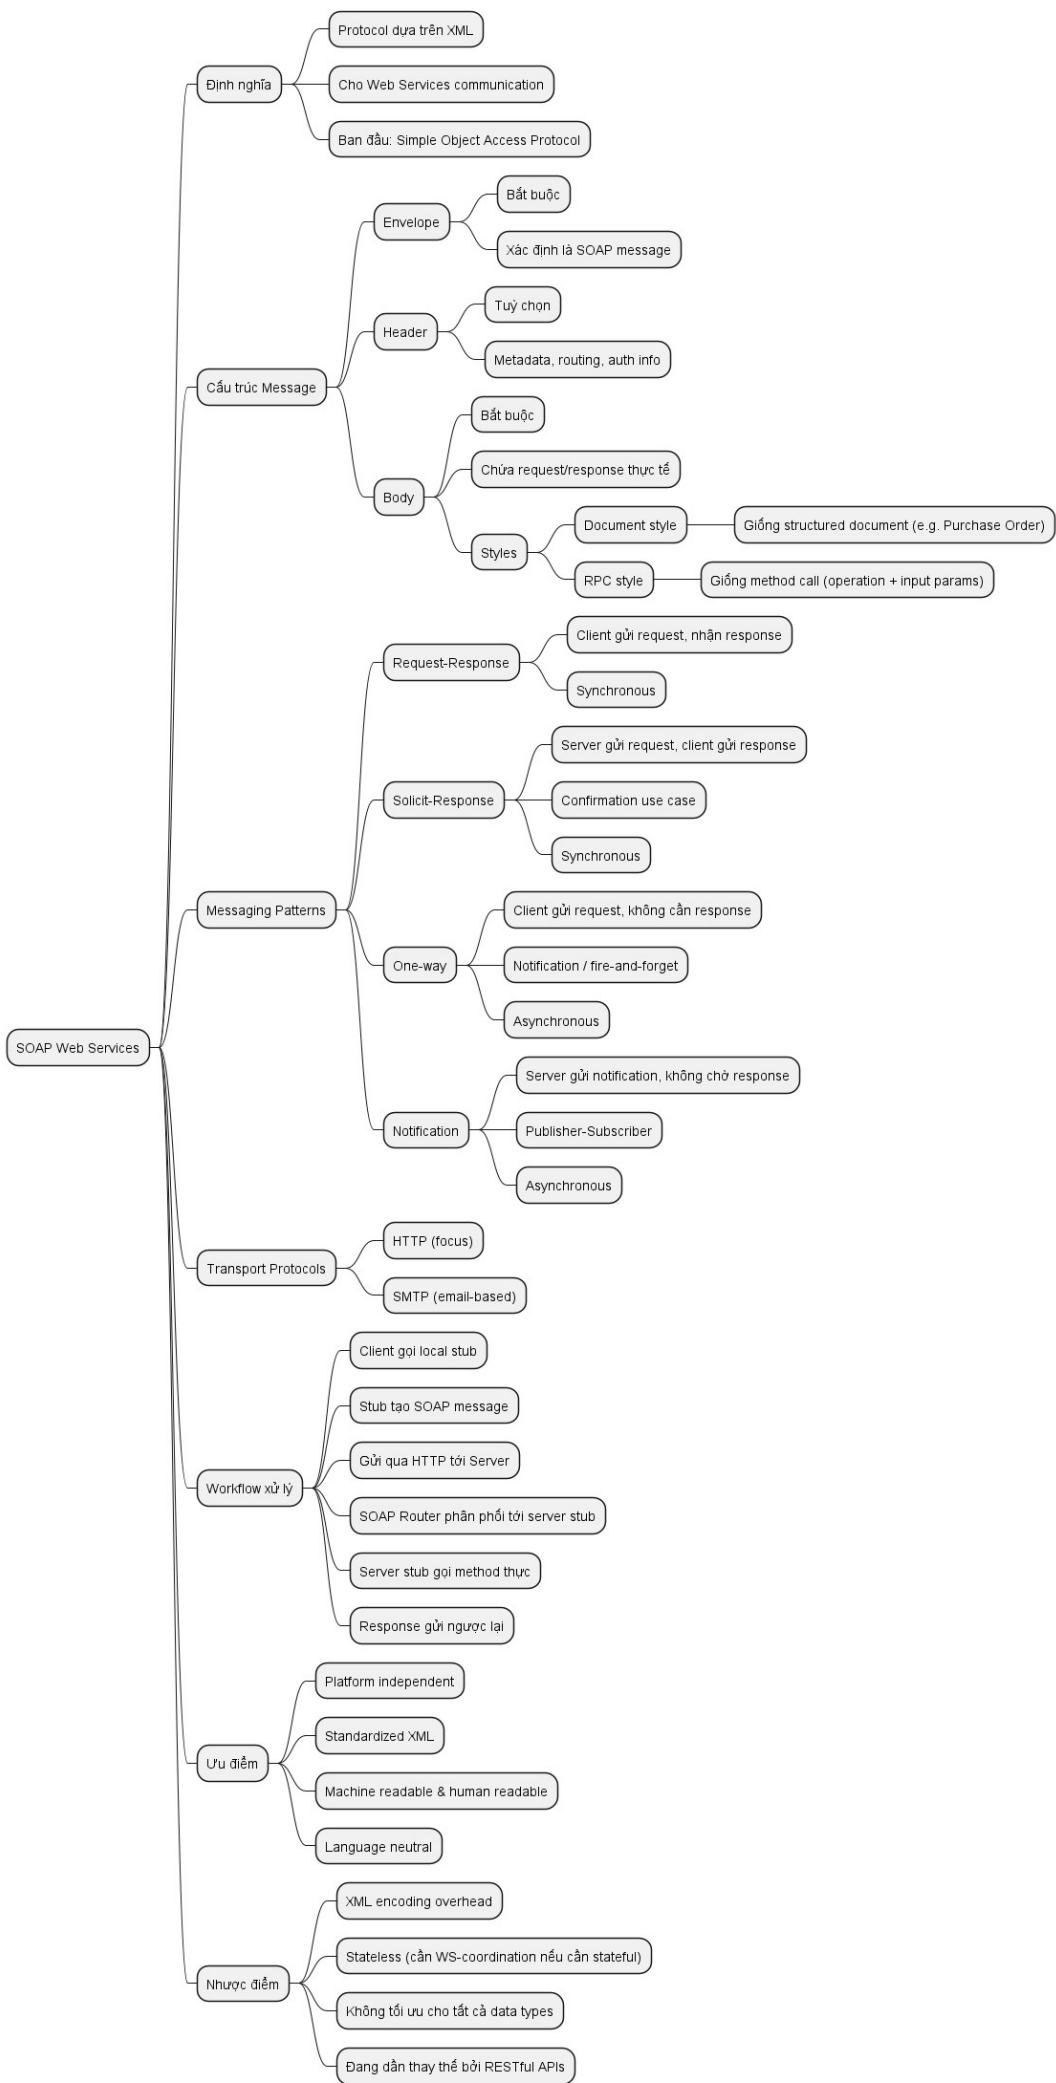 SOAP Web Services
Định nghĩa
Protocol dựa trên XML
Cho Web Services communication
Ban đầu: Simple Object Access Protocol
Cấu trúc Message
Envelope
Bắt buộc
Xác định là SOAP message
Header
Tuỳ chọn
Metadata, routing, auth info
Body
Bắt buộc
Chứa request/response thực tế
Styles
Document style
Giống structured document (e.g. Purchase Order)
RPC style
Giống method call (operation + input params)
Messaging Patterns
Request-Response
Client gửi request, nhận response
Synchronous
Solicit-Response
Server gửi request, client gửi response
Confirmation use case
Synchronous
One-way
Client gửi request, không cần response
Notification / fire-and-forget
Asynchronous
Notification
Server gửi notification, không chờ response
Publisher-Subscriber
Asynchronous
Transport Protocols
HTTP (focus)
SMTP (email-based)
Workflow xử lý
Client gọi local stub
Stub tạo SOAP message
Gửi qua HTTP tới Server
SOAP Router phân phối tới server stub
Server stub gọi method thực
Response gửi ngược lại
Ưu điểm
Platform independent
Standardized XML
Machine readable & human readable
Language neutral
Nhược điểm
XML encoding overhead
Stateless (cần WS-coordination nếu cần stateful)
Không tối ưu cho tất cả data types
Đang dần thay thế bởi RESTful APIs